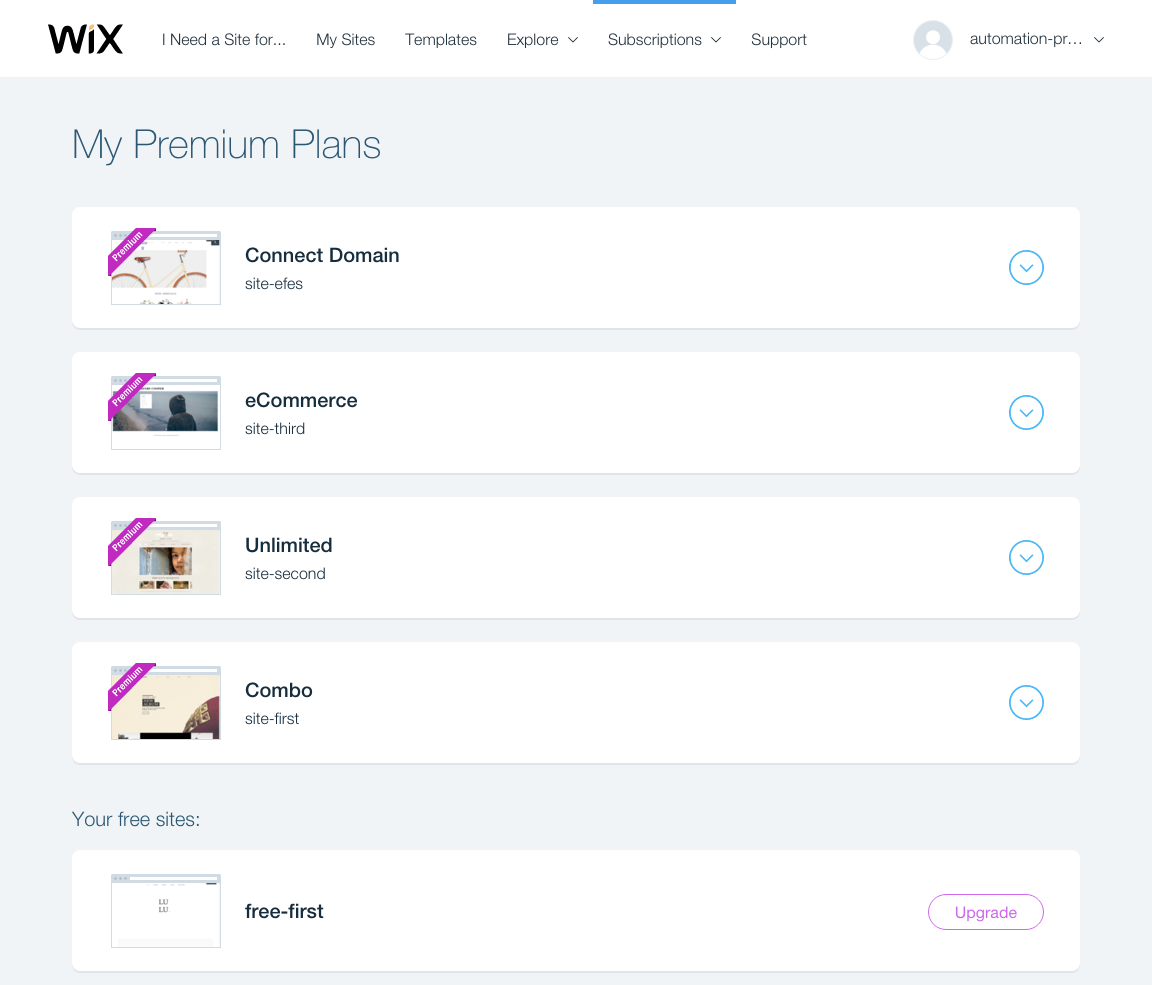 WiX
I Need a Site for...
My Sites
Templates
Explore
Subscriptions
Support
automation-pr...
My Premium Plans
Premium
Connect Domain
site-efes
Premium
eCommerce
site-third
Premium
Unlimited
site-second
Premium
Combo
site-first
Your free sites:
LU
LU
free-first
Upgrade